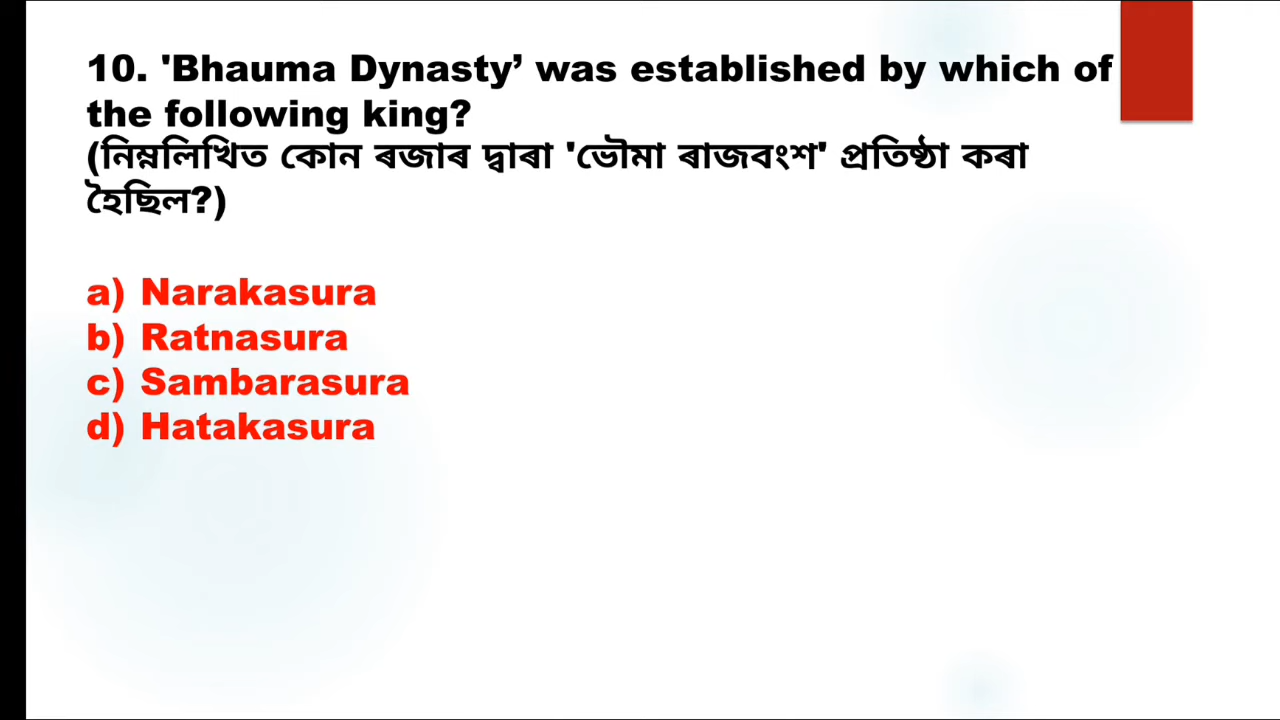 10. 'Bhauma Dynasty’ was established by which of
the following king?
(নিম্নলিখিত কোন ৰজাৰ দ্বাৰা 'ভৌমা ৰাজবংশ' প্ৰতিষ্ঠা কৰা
হৈছিল?)
a) Narakasura
b) Ratnasura
c) Sambarasura
d) Hatakasura